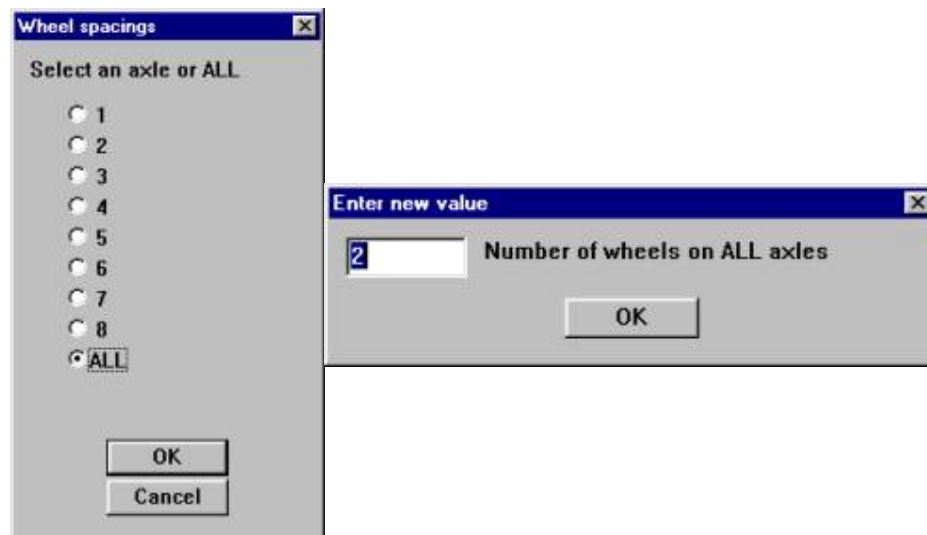 Wheel spacings
Select an axle or ALL
1
2
3
4
5
6
7
8
ALL
OK
Cancel
Enter new value
2 Number of wheels on ALL axles
OK